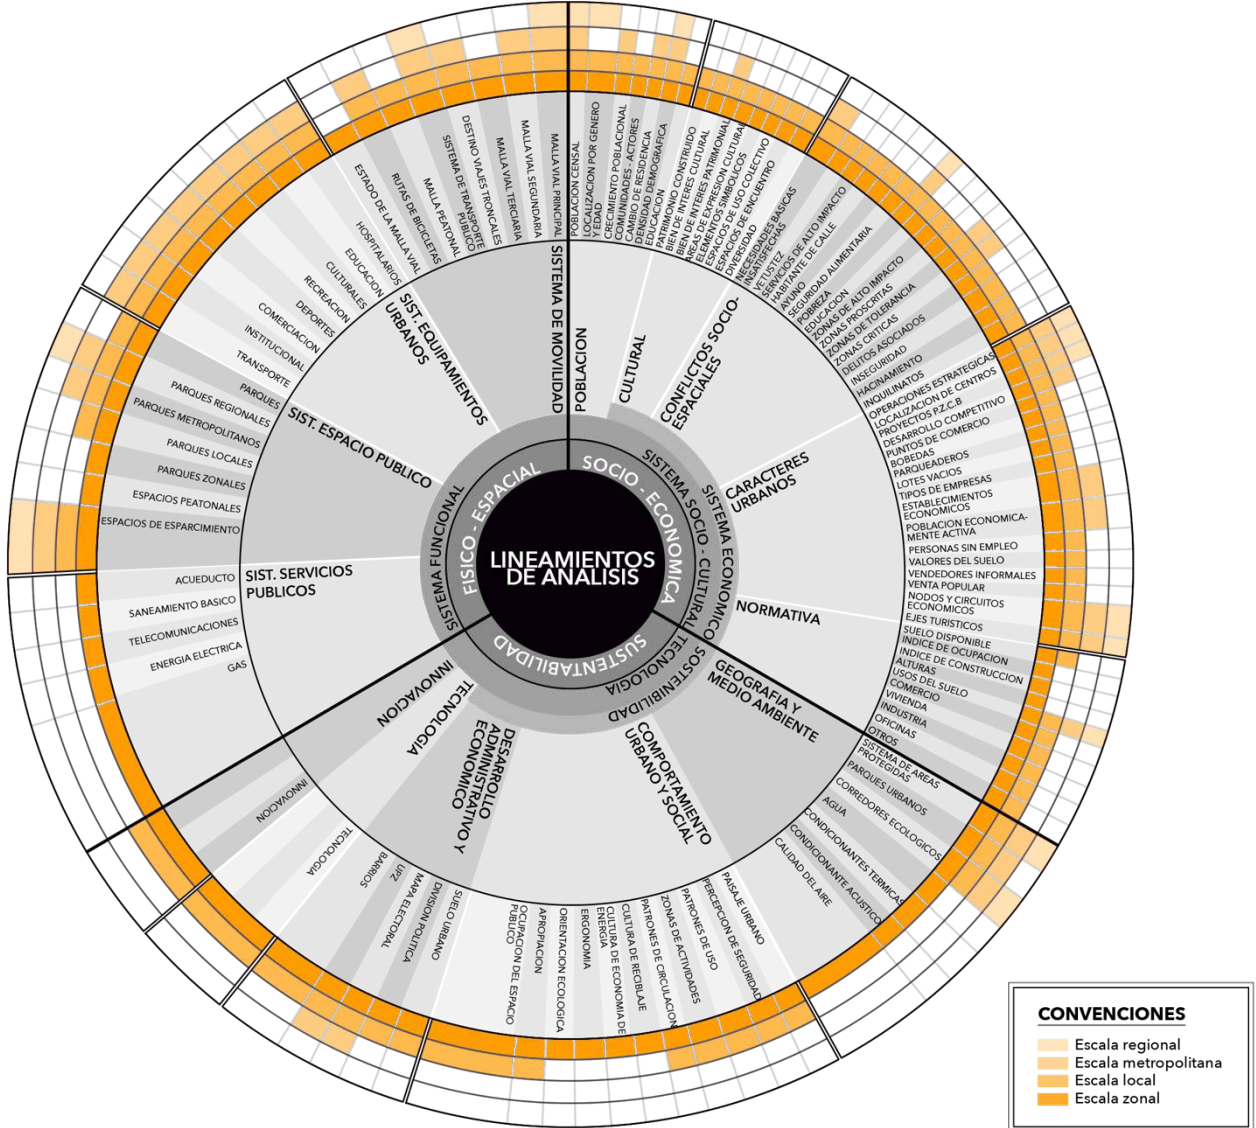 LINEAMIENTOS
DE ANALISIS
FISICO - ESPACIAL
SOCIO - ECONOMICA
SUSTENTABILIDAD
SISTEMA FUNCIONAL
SISTEMA SOCIO - CULTURAL
SISTEMA ECONOMICO
TECNOLOGIA
SOSTENIBILIDAD
POBLACION
POBLACION CENSAL
LOCALIZACION POR GENERO
Y EDAD
CRECIMIENTO POBLACIONAL
COMUNIDADES - ACTORES
CAMBIO DE RESIDENCIA
DENSIDAD DEMOGRAFICA
EDUCACION
CULTURAL
PATRIMONIO CONSTRUIDO
BIEN DE INTERES CULTURAL
BIEN DE INTERES PATRIMONIAL
AREAS DE EXPRESION CULTURAL
ELEMENTOS SIMBOLICOS
ESPACIOS DE USO COLECTIVO
ESPACIOS DE ENCUENTRO
DIVERSIDAD
CONFLICTOS SOCIO-
ESPACIALES
NECESIDADES BASICAS
INSATISFECHAS
VETUSTEZ
SERVICIOS DE ALTO IMPACTO
HABITANTE DE CALLE
AYUNO
SEGURIDAD ALIMENTARIA
POBREZA
EDUCACION
ZONAS DE ALTO IMPACTO
ZONAS PROSCRITAS
ZONAS DE TOLERANCIA
ZONAS CRITICAS
DELITOS ASOCIADOS
INSEGURIDAD
HACINAMIENTO
INQUILINATOS
CARACTERES
URBANOS
OPERACIONES ESTRATEGICAS
LOCALIZACION DE CENTROS
PROYECTOS P.Z.C.B
DESARROLLO COMPETITIVO
PUNTOS DE COMERCIO
BOBEDAS
PARQUEADEROS
LOTES VACIOS
TIPOS DE EMPRESAS
ESTABLECIMIENTOS
ECONOMICOS
POBLACION ECONOMICA-
MENTE ACTIVA
PERSONAS SIN EMPLEO
VALORES DEL SUELO
VENDEDORES INFORMALES
VENTA POPULAR
NODOS Y CIRCUITOS
ECONOMICOS
EJES TURISTICOS
NORMATIVA
SUELO DISPONIBLE
INDICE DE OCUPACION
INDICE DE CONSTRUCCION
ALTURAS
USOS DEL SUELO
COMERCIO
VIVIENDA
INDUSTRIA
OFICINAS
OTROS
GEOGRAFIA Y
MEDIO AMBIENTE
SISTEMA DE AREAS
PROTEGIDAS
PARQUES URBANOS
CORREDORES ECOLOGICOS
AGUA
CONDICIONANTES TERMICAS
CONDICIONANTE ACUSTICO
CALIDAD DEL AIRE
COMPORTAMIENTO
URBANO Y SOCIAL
PAISAJE URBANO
PERCEPCION DE SEGURIDAD
PATRONES DE USO
ZONAS DE ACTIVIDADES
PATRONES DE CIRCULACION
CULTURA DE RECIBLAJE
CULTURA DE ECONOMIA DE
ENERGIA
ERGONOMIA
ORIENTACION ECOLOGICA
APROPIACION
OCUPACION DEL ESPACIO
PUBLICO
DESARROLLO
ADMINISTRATIVO Y
ECONOMICO
SUELO URBANO
DIVISION POLITICA
MAPA ELECTORAL
UPZ
BARRIOS
TECNOLOGIA
TECNOLOGIA
INNOVACION
INNOVACION
SIST. SERVICIOS
PUBLICOS
ACUEDUCTO
SANEAMIENTO BASICO
TELECOMUNICACIONES
ENERGIA ELECTRICA
GAS
SIST. ESPACIO PUBLICO
PARQUES
PARQUES REGIONALES
PARQUES METROPOLITANOS
PARQUES LOCALES
PARQUES ZONALES
ESPACIOS PEATONALES
ESPACIOS DE ESPARCIMIENTO
SIST. EQUIPAMIENTOS
URBANOS
HOSPITALARIOS
EDUCACION
CULTURALES
RECREACION
DEPORTES
COMERCIACION
INSTITUCIONAL
TRANSPORTE
SISTEMA DE MOVILIDAD
ESTADO DE LA MALLA VIAL
RUTAS DE BICICLETAS
MALLA PEATONAL
SISTEMA DE TRANSPORTE
PUBLICO
DESTINO VIAJES TRONCALES
MALLA VIAL TERCIARIA
MALLA VIAL SEGUNDARIA
MALLA VIAL PRINCIPAL
CONVENCIONES
Escala regional
Escala metropolitana
Escala local
Escala zonal